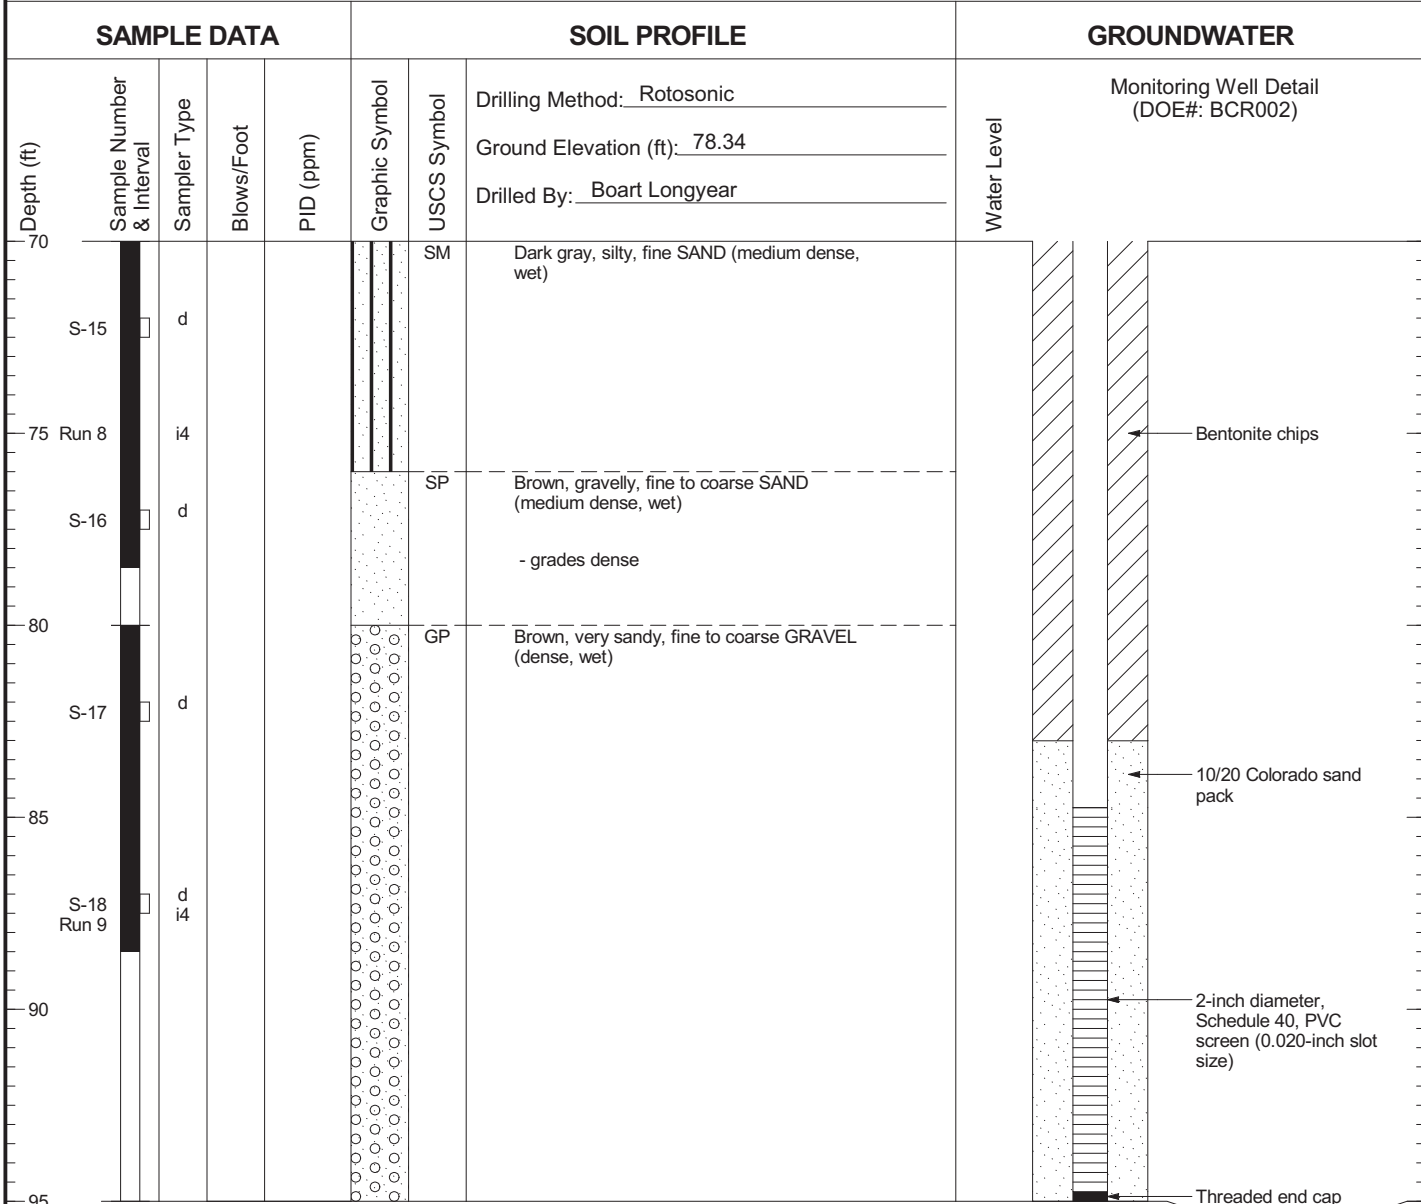 SAMPLE DATA
SOIL PROFILE
GROUNDWATER
Depth (ft)
Sample Number
& Interval
Sampler Type
Blows/Foot
PID (ppm)
Graphic Symbol
USCS Symbol
Drilling Method: Rotosonic
Ground Elevation (ft): 78.34
Drilled By: Boart Longyear
Water Level
Monitoring Well Detail
(DOE#: BCR002)
70
SM
Dark gray, silty, fine SAND (medium dense,
wet)
S-15
d
75
Run 8
i4
Bentonite chips
SP
Brown, gravelly, fine to coarse SAND
(medium dense, wet)
S-16
d
- grades dense
80
GP
Brown, very sandy, fine to coarse GRAVEL
(dense, wet)
S-17
d
10/20 Colorado sand
pack
85
S-18
d
Run 9
i4
90
2-inch diameter,
Schedule 40, PVC
screen (0.020-inch slot
size)
95
Threaded end cap